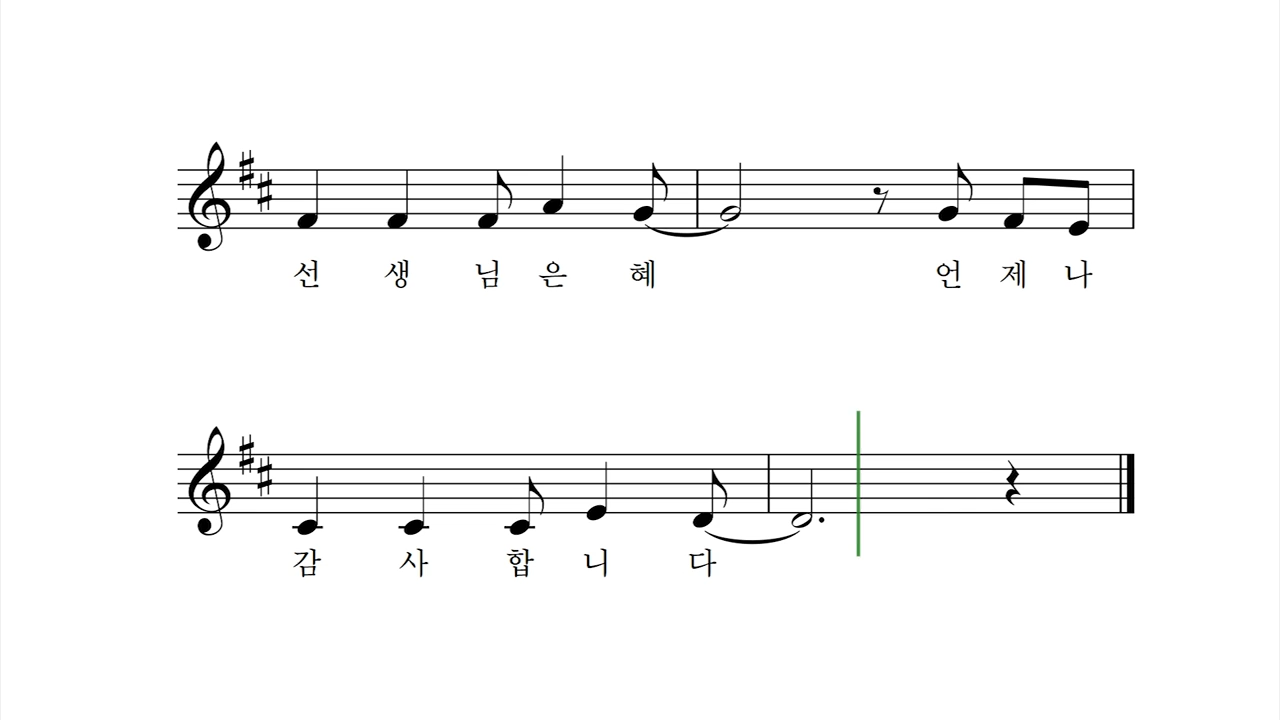 선 생 님 은 혜 언 제 나
감 사 합 니 다